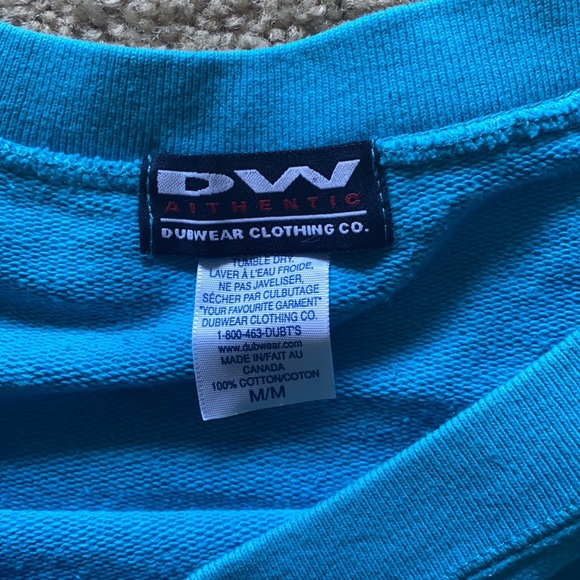 DW
AUTHENTIC
DUBWEAR CLOTHING CO.
TUMBLE DRY.
LAVER À L'EAU FROIDE,
NE PAS JAVELISER,
SÉCHER PAR CULBUTAGE
"YOUR FAVOURITE GARMENT"
DUBWEAR CLOTHING CO.
1-800-463-DUBT'S
www.dubwear.com
MADE IN/FAIT AU
CANADA
100% COTTON/COTON
M/M